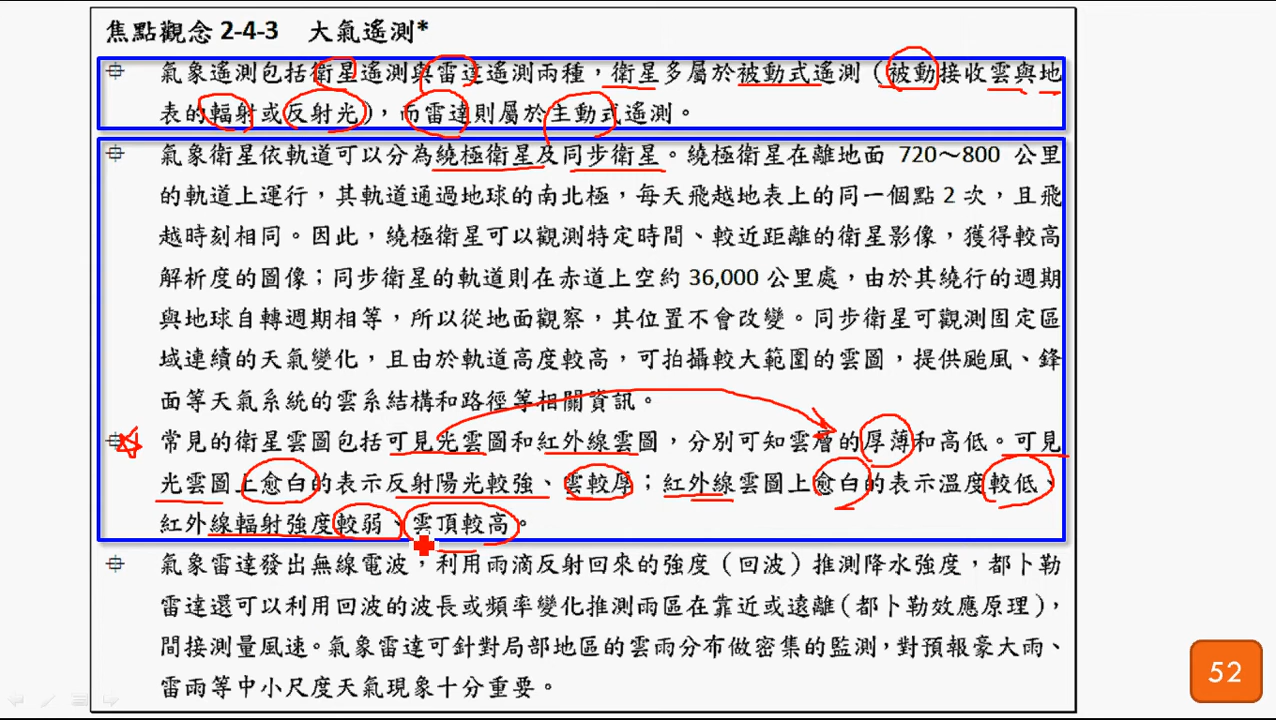 焦點觀念 2-4-3 大氣遙測*
氣象遙測包括衛星遙測與雷達遙測兩種，衛星多屬於被動式遙測（被動接收雲與地
表的輻射或反射光），而雷達則屬於主動式遙測。
氣象衛星依軌道可以分為繞極衛星及同步衛星。繞極衛星在離地面 720～800 公里
的軌道上運行，其軌道通過地球的南北極，每天飛越地表上的同一個點 2 次，且飛
越時刻相同。因此，繞極衛星可以觀測特定時間、較近距離的衛星影像，獲得較高
解析度的圖像；同步衛星的軌道則在赤道上空約 36,000 公里處，由於其繞行的週期
與地球自轉週期相等，所以從地面觀察，其位置不會改變。同步衛星可觀測固定區
域連續的天氣變化，且由於軌道高度較高，可拍攝較大範圍的雲圖，提供颱風、鋒
面等天氣系統的雲系結構和路徑等相關資訊。
常見的衛星雲圖包括可見光雲圖和紅外線雲圖，分別可知雲層的厚薄和高低。可見
光雲圖上愈白的表示反射陽光較強、雲較厚；紅外線雲圖上愈白的表示溫度較低、
紅外線輻射強度較弱、雲頂較高。
氣象雷達發出無線電波，利用雨滴反射回來的強度（回波）推測降水強度，都卜勒
雷達還可以利用回波的波長或頻率變化推測雨區在靠近或遠離（都卜勒效應原理），
間接測量風速。氣象雷達可針對局部地區的雲雨分布做密集的監測，對預報豪大雨、
雷雨等中小尺度天氣現象十分重要。
52